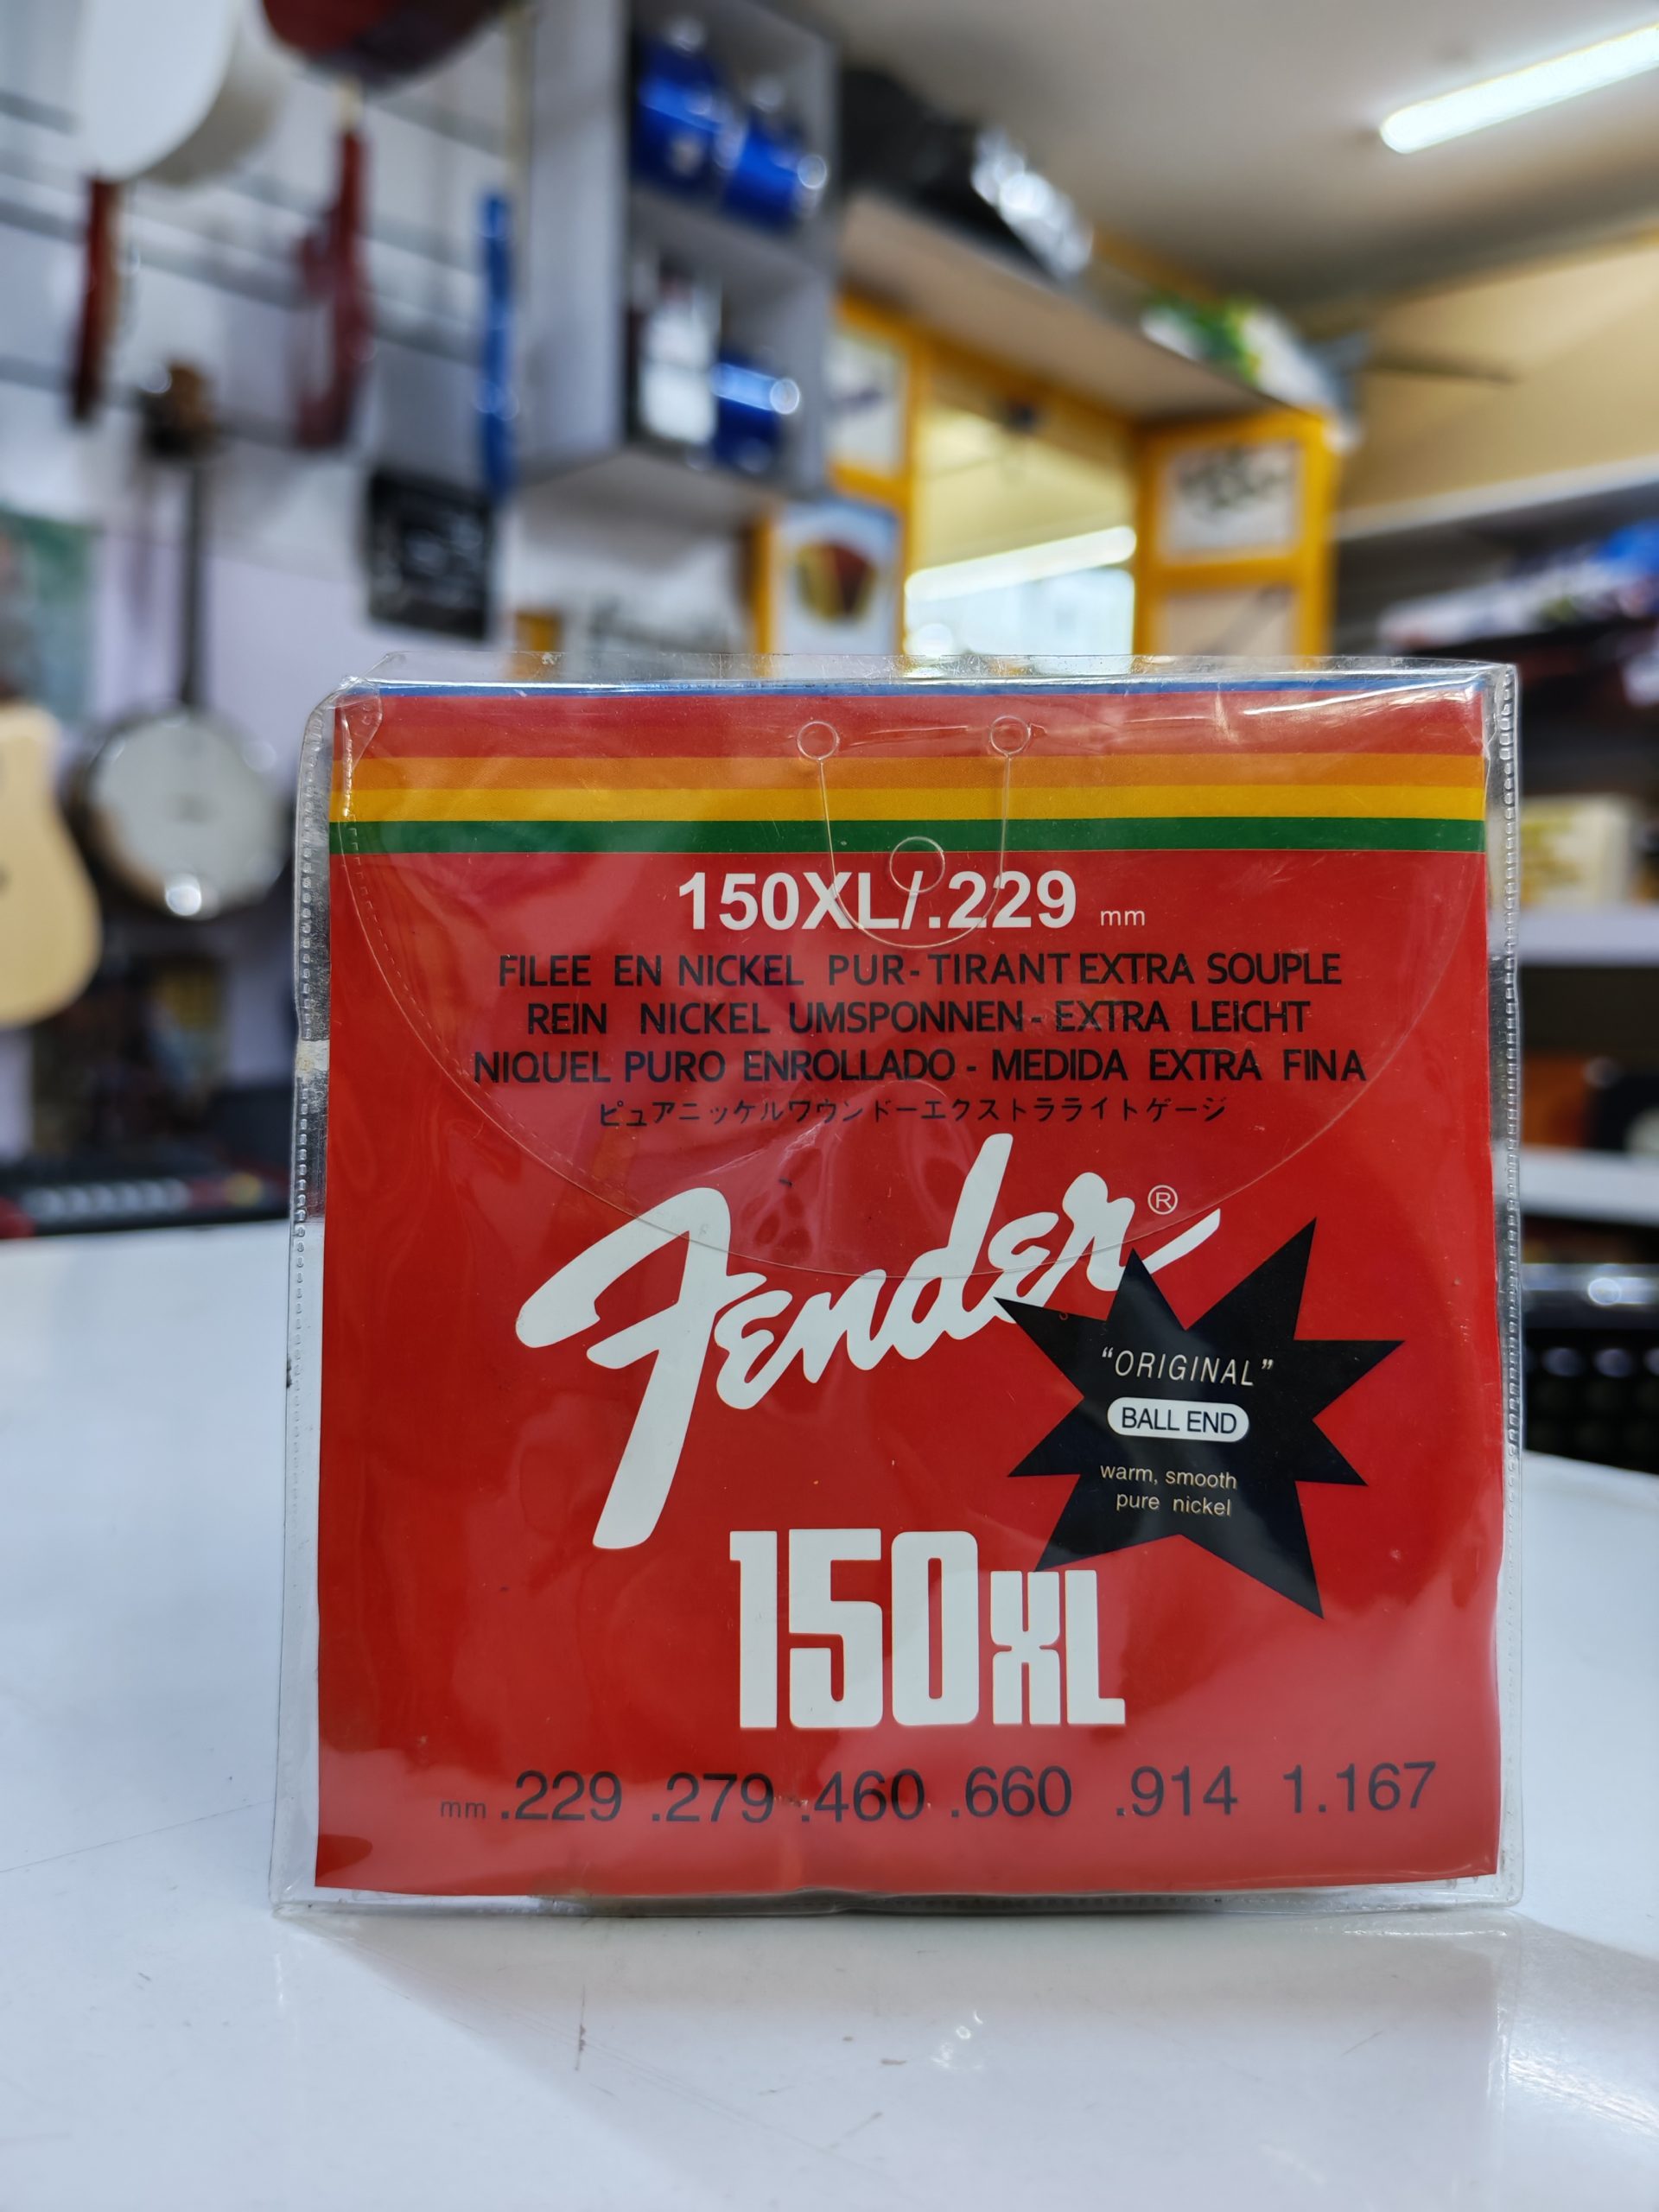 150XL/.229 mm
FILEE EN NICKEL PUR-TIRANT EXTRA SOUPLE
REIN NICKEL UMSPONNEN- EXTRA LEICHT
NIQUEL PURO ENROLLADO - MEDIDA EXTRA FINA
ピュアニッケルワウンドーエクストラライトゲージ
Fender®
"ORIGINAL"
BALL END
warm, smooth
pure nickel
150XL
mm .229 .279 .460 .660 .914 1.167